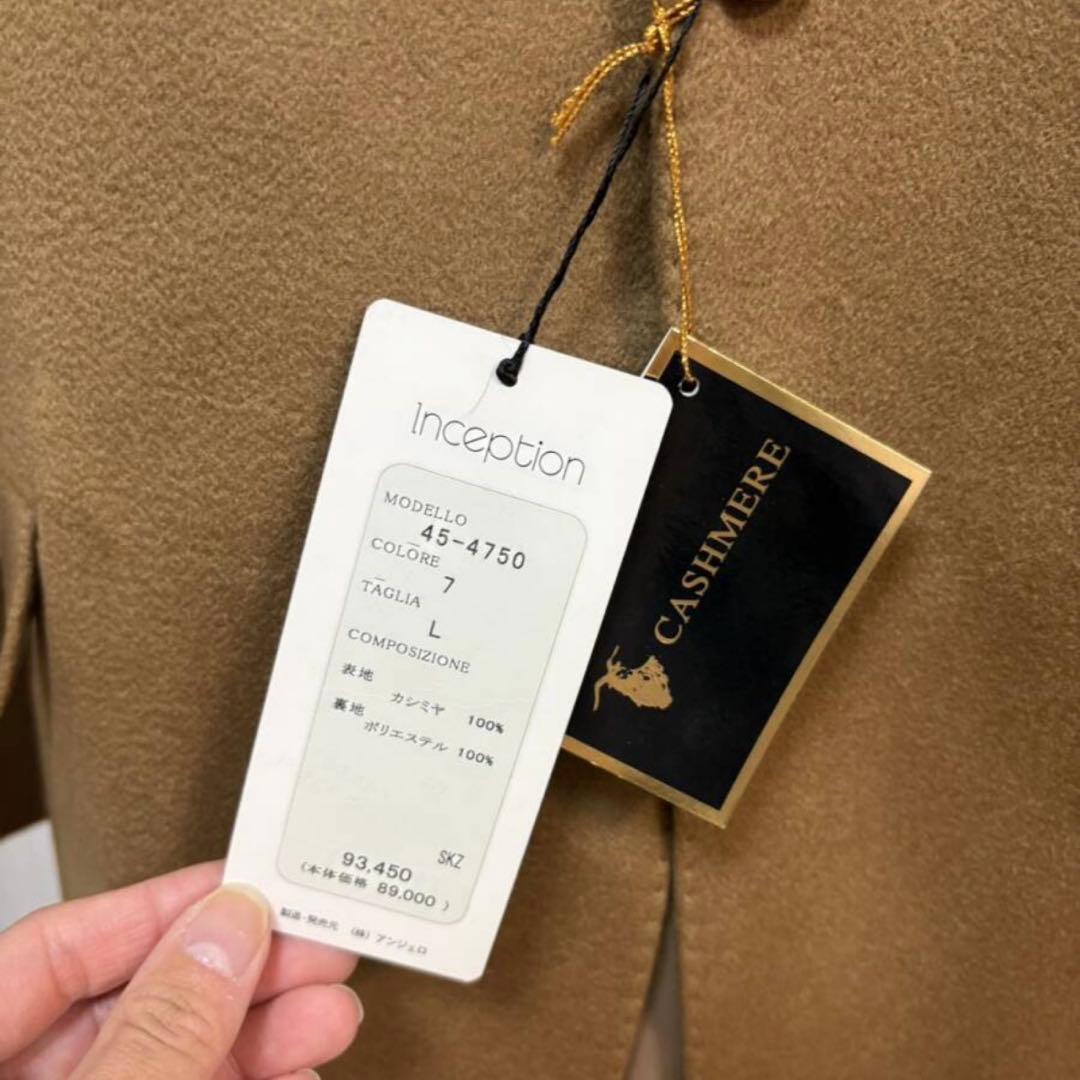 Inception
MODELLO
45-4750
COLORE
7
TAGLIA
L
COMPOSIZIONE
表地
カシミヤ 100%
裏地
ポリエステル 100%
SKZ
93,450
(本体価格 89,000)
製造・発売元 (株) アンジェロ
CASHMERE